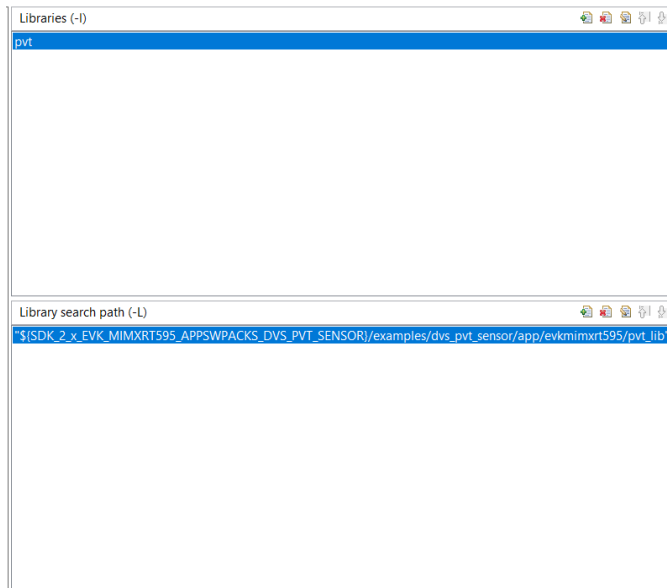 Libraries (-l)
pvt
Library search path (-L)
"${SDK_2_x_EVK_MIMXRT595_APPSWPACKS_DVS_PVT_SENSOR}/examples/dvs_pvt_sensor/app/evkmimxrt595/pvt_lib"